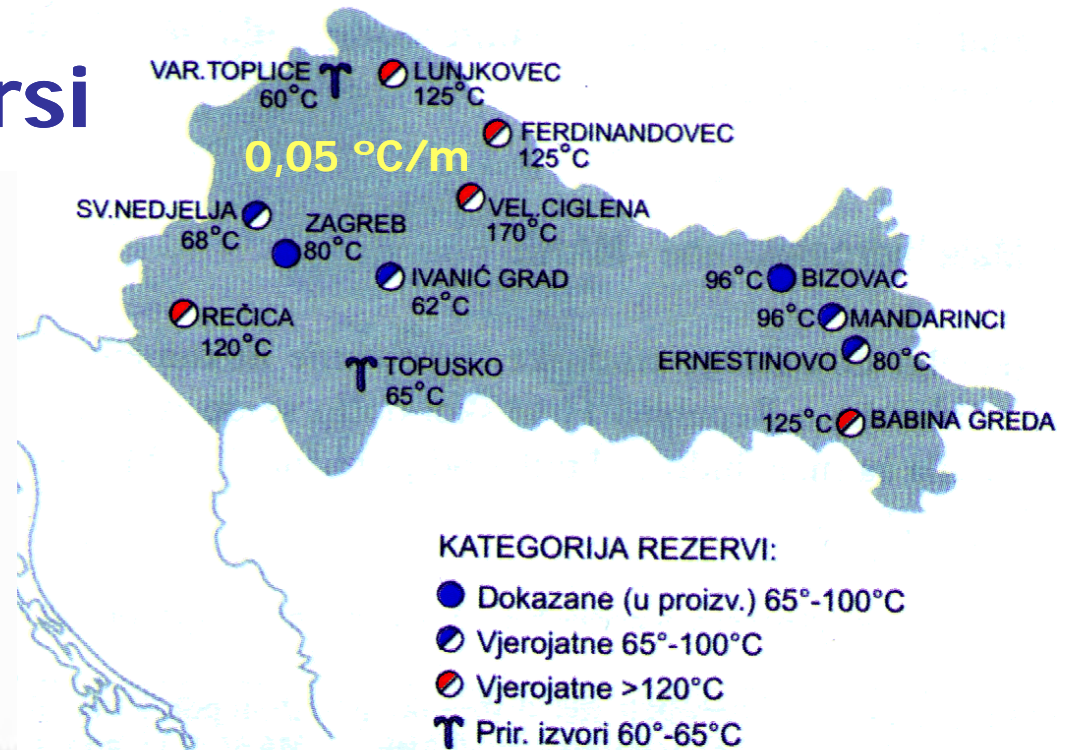 rsi
VAR.TOPLICE
60°C
LUNJKOVEC
125°C
FERDINANDOVEC
125°C
0,05 °C/m
SV.NEDJELJA
68°C
ZAGREB
80°C
VEL.CIGLENA
170°C
IVANIĆ GRAD
62°C
96°C BIZOVAC
REČICA
120°C
96°C MANDARINCI
ERNESTINOVO 80°C
TOPUSKO
65°C
125°C BABINA GREDA
KATEGORIJA REZERVI:
Dokazane (u proizv.) 65°-100°C
Vjerojatne 65°-100°C
Vjerojatne >120°C
Prir. izvori 60°-65°C